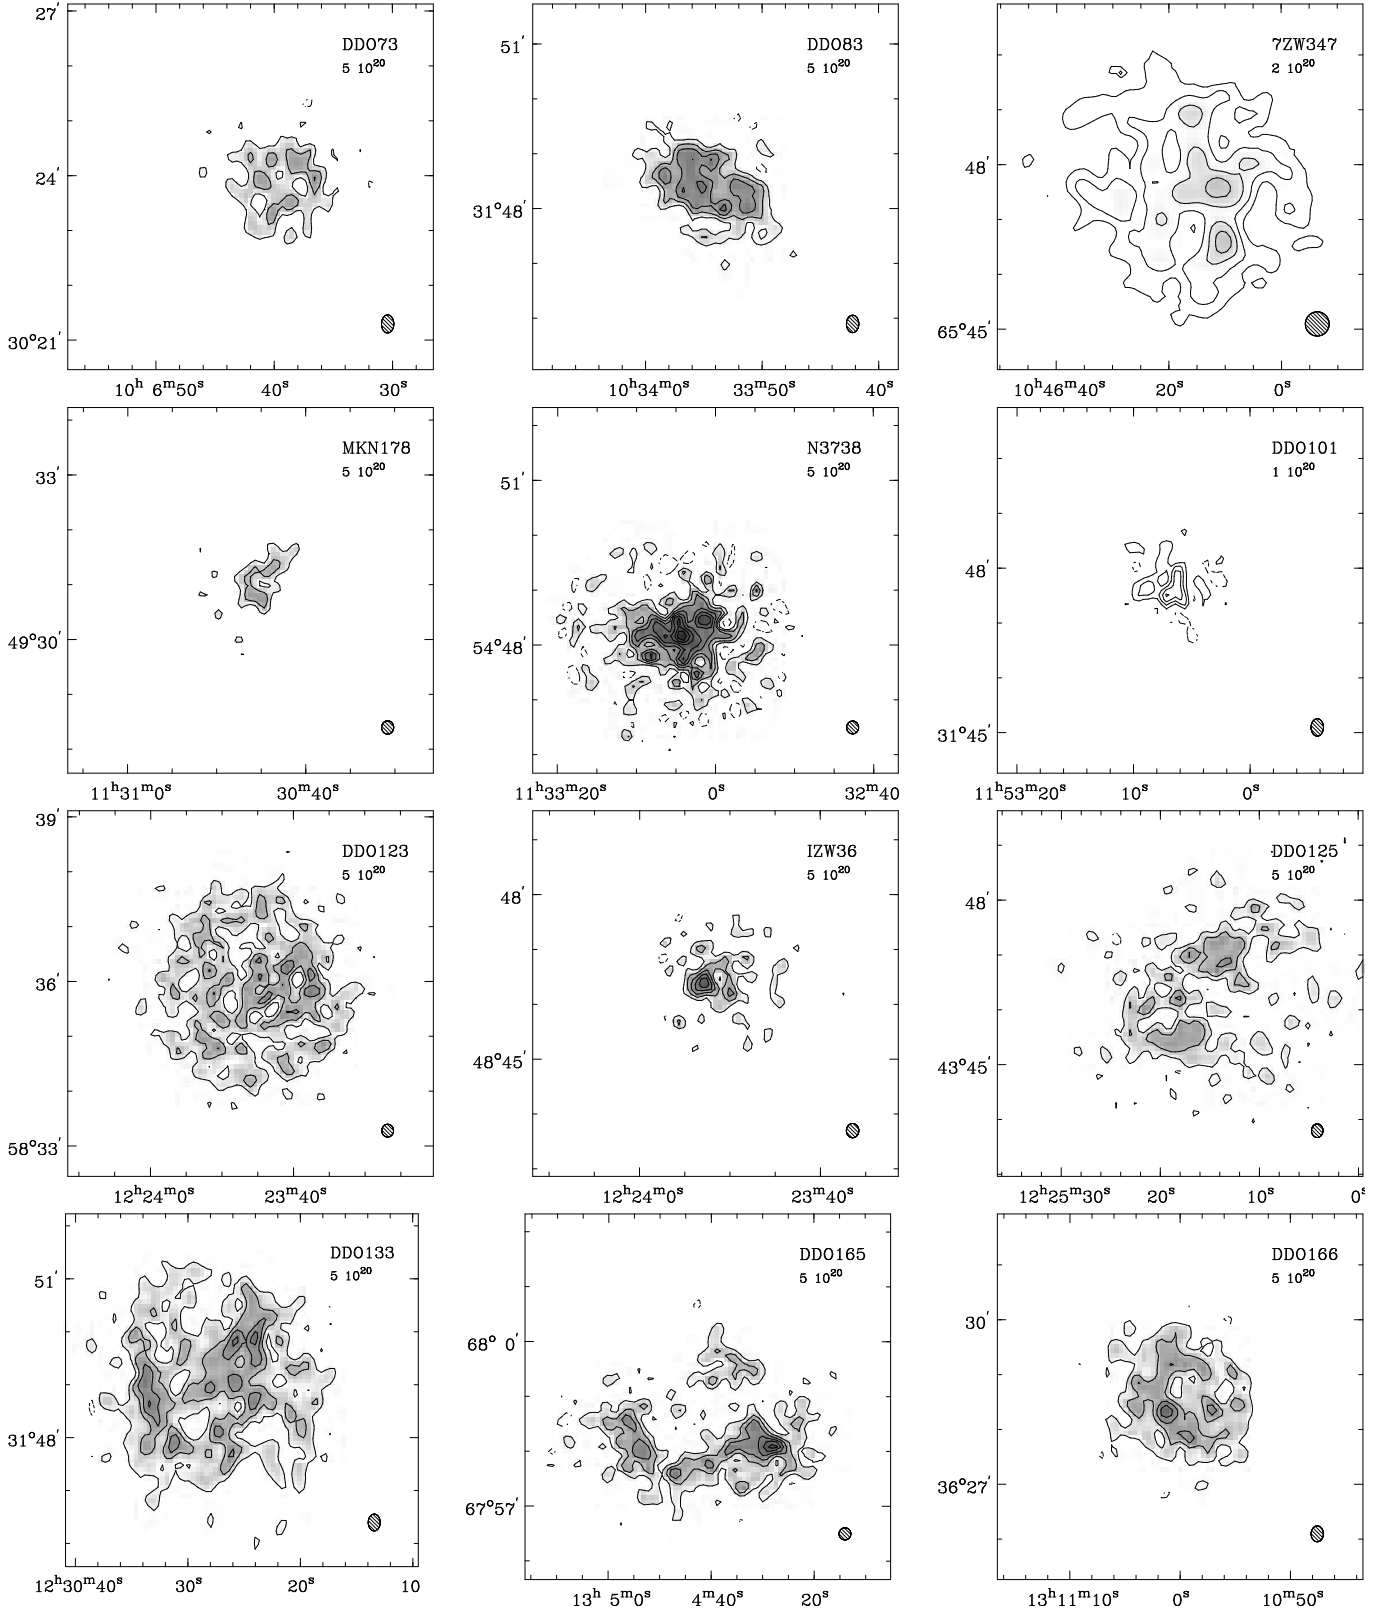 27′
DDO73
5 10²⁰
24′
30°21′
10ʰ 6ᵐ50ˢ 40ˢ 30ˢ
51′
DDO83
5 10²⁰
31°48′
10ʰ34ᵐ0ˢ 33ᵐ50ˢ 40ˢ
7ZW347
2 10²⁰
48′
65°45′
10ʰ46ᵐ40ˢ 20ˢ 0ˢ
MKN178
5 10²⁰
33′
49°30′
11ʰ31ᵐ0ˢ 30ᵐ40ˢ
N3738
5 10²⁰
51′
54°48′
11ʰ33ᵐ20ˢ 0ˢ 32ᵐ40
DDO101
1 10²⁰
48′
31°45′
11ʰ53ᵐ20ˢ 10ˢ 0ˢ
39′
DDO123
5 10²⁰
36′
58°33′
12ʰ24ᵐ0ˢ 23ᵐ40ˢ
IZW36
5 10²⁰
48′
48°45′
12ʰ24ᵐ0ˢ 23ᵐ40ˢ
DDO125
5 10²⁰
48′
43°45′
12ʰ25ᵐ30ˢ 20ˢ 10ˢ 0ˢ
DDO133
5 10²⁰
51′
31°48′
12ʰ30ᵐ40ˢ 30ˢ 20ˢ 10
DDO165
5 10²⁰
68° 0′
67°57′
13ʰ 5ᵐ0ˢ 4ᵐ40ˢ 20ˢ
DDO166
5 10²⁰
30′
36°27′
13ʰ11ᵐ10ˢ 0ˢ 10ᵐ50ˢ